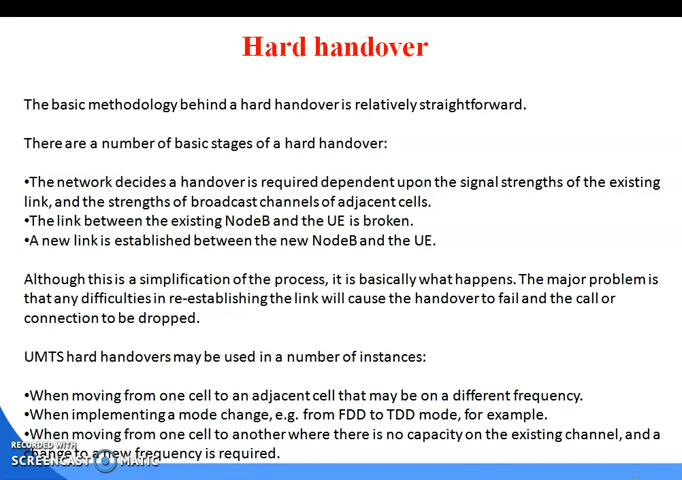 Hard handover
The basic methodology behind a hard handover is relatively straightforward.
There are a number of basic stages of a hard handover:
•The network decides a handover is required dependent upon the signal strengths of the existing
link, and the strengths of broadcast channels of adjacent cells.
•The link between the existing NodeB and the UE is broken.
•A new link is established between the new NodeB and the UE.
Although this is a simplification of the process, it is basically what happens. The major problem is
that any difficulties in re-establishing the link will cause the handover to fail and the call or
connection to be dropped.
UMTS hard handovers may be used in a number of instances:
•When moving from one cell to an adjacent cell that may be on a different frequency.
•When implementing a mode change, e.g. from FDD to TDD mode, for example.
•When moving from one cell to another where there is no capacity on the existing channel, and a
change to a new frequency is required.
RECORDED WITH
SCREENCAST MATIC